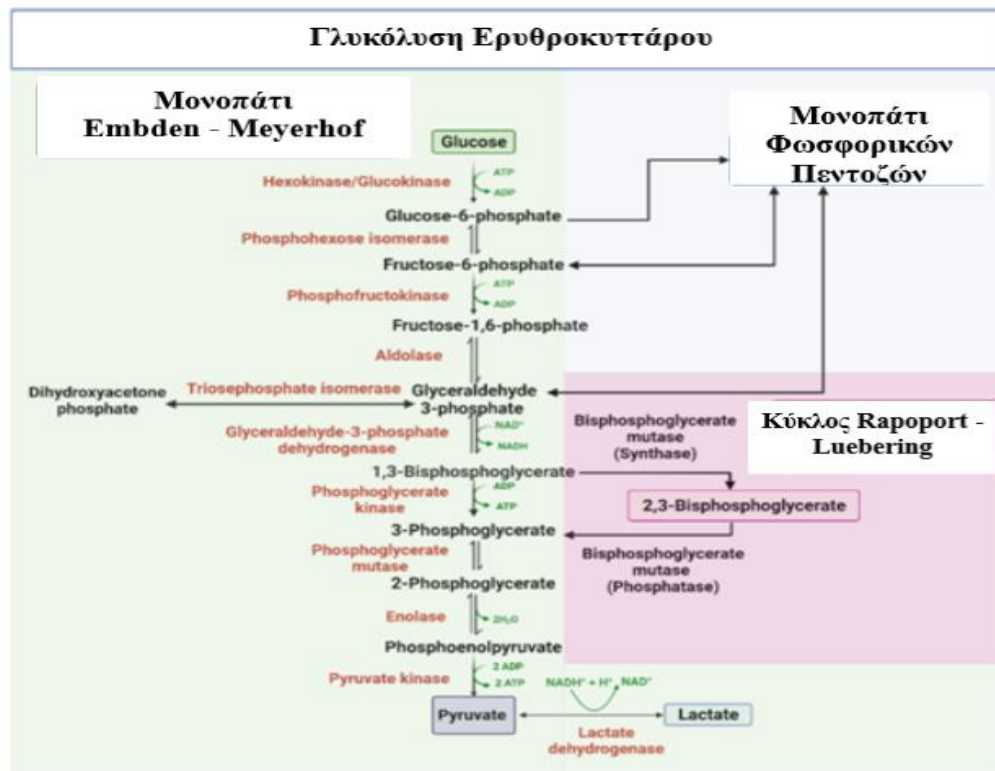 Γλυκόλυση Ερυθροκυττάρου
Μονοπάτι
Embden - Meyerhof
Μονοπάτι
Φωσφορικών
Πεντοζών
Glucose
Hexokinase/Glucokinase
ATP
ADP
Glucose-6-phosphate
Phosphohexose isomerase
Fructose-6-phosphate
Phosphofructokinase
ATP
ADP
Fructose-1,6-phosphate
Aldolase
Dihydroxyacetone
phosphate
Triosephosphate isomerase
Glyceraldehyde
3-phosphate
Glyceraldehyde-3-phosphate
dehydrogenase
NAD⁺
NADH
Bisphosphoglycerate
mutase
(Synthase)
Κύκλος Rapoport -
Luebering
1,3-Bisphosphoglycerate
Phosphoglycerate
kinase
ADP
ATP
2,3-Bisphosphoglycerate
3-Phosphoglycerate
Phosphoglycerate
mutase
Bisphosphoglycerate
mutase
(Phosphatase)
2-Phosphoglycerate
Enolase
2H₂O
Phosphoenolpyruvate
Pyruvate kinase
2 ADP
2 ATP
NADH⁺ + H⁺
NAD⁺
Pyruvate
Lactate
Lactate
dehydrogenase